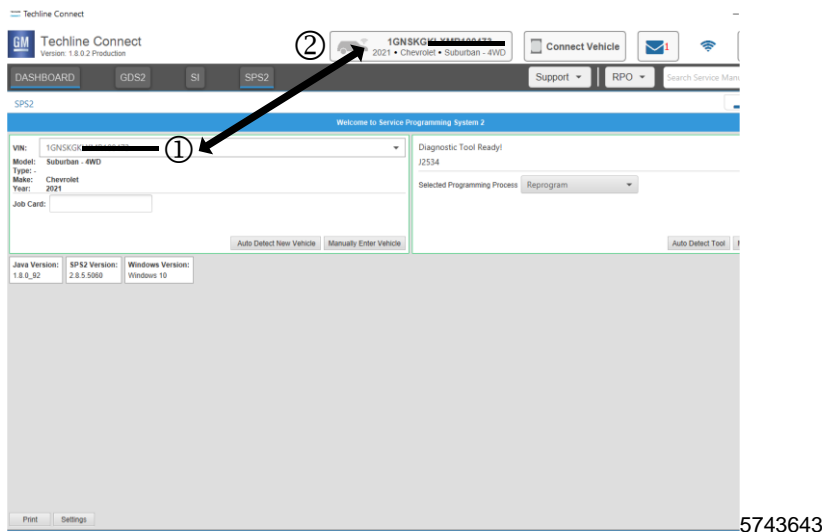 Techline Connect
GM Techline Connect
Version: 1.8.0.2 Production
② 1GNSKGKLXMR
2021 • Chevrolet • Suburban - 4WD
Connect Vehicle
1
DASHBOARD GDS2 SI SPS2
Support RPO Search Service Manu
SPS2
Welcome to Service Programming System 2
VIN: 1GNSKGK ①
Model: Suburban - 4WD
Type: -
Make: Chevrolet
Year: 2021
Job Card:
Auto Detect New Vehicle Manually Enter Vehicle
Diagnostic Tool Ready!
J2534
Selected Programming Process Reprogram
Auto Detect Tool
Java Version: SPS2 Version: Windows Version:
1.8.0_92 2.8.5.5060 Windows 10
Print Settings
5743643